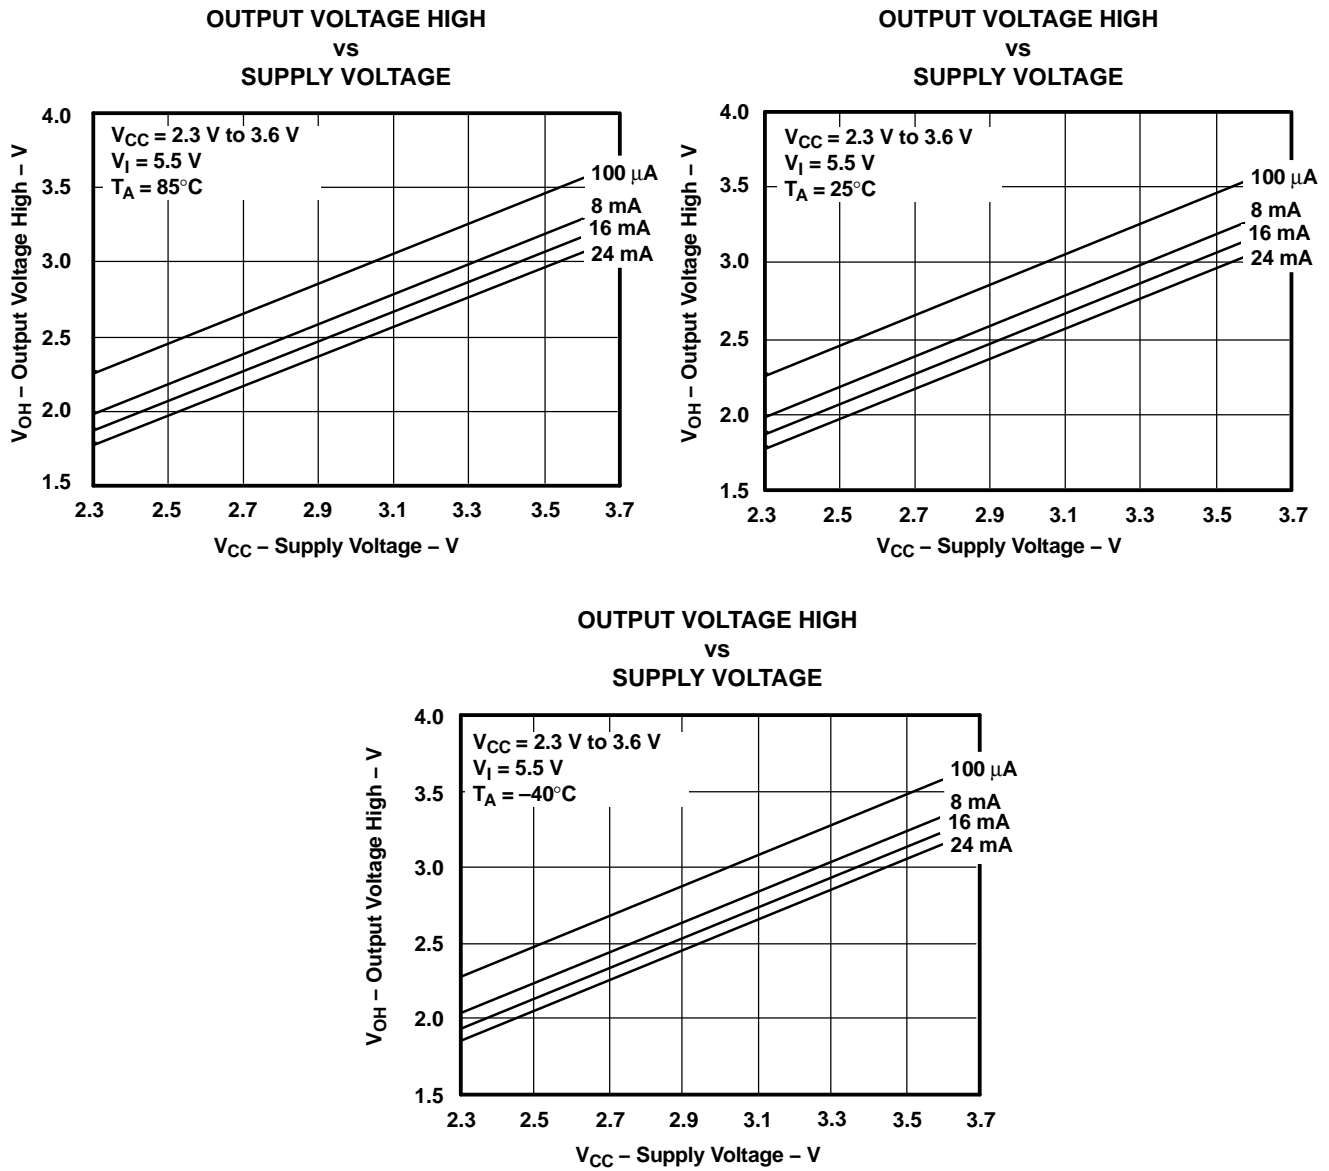 OUTPUT VOLTAGE HIGH
vs
SUPPLY VOLTAGE
4.0
3.5
3.0
2.5
2.0
1.5
VOH – Output Voltage High – V
VCC = 2.3 V to 3.6 V
VI = 5.5 V
TA = 85°C
100 μA
8 mA
16 mA
24 mA
2.3 2.5 2.7 2.9 3.1 3.3 3.5 3.7
VCC – Supply Voltage – V
OUTPUT VOLTAGE HIGH
vs
SUPPLY VOLTAGE
4.0
3.5
3.0
2.5
2.0
1.5
VOH – Output Voltage High – V
VCC = 2.3 V to 3.6 V
VI = 5.5 V
TA = 25°C
100 μA
8 mA
16 mA
24 mA
2.3 2.5 2.7 2.9 3.1 3.3 3.5 3.7
VCC – Supply Voltage – V
OUTPUT VOLTAGE HIGH
vs
SUPPLY VOLTAGE
4.0
3.5
3.0
2.5
2.0
1.5
VOH – Output Voltage High – V
VCC = 2.3 V to 3.6 V
VI = 5.5 V
TA = –40°C
100 μA
8 mA
16 mA
24 mA
2.3 2.5 2.7 2.9 3.1 3.3 3.5 3.7
VCC – Supply Voltage – V